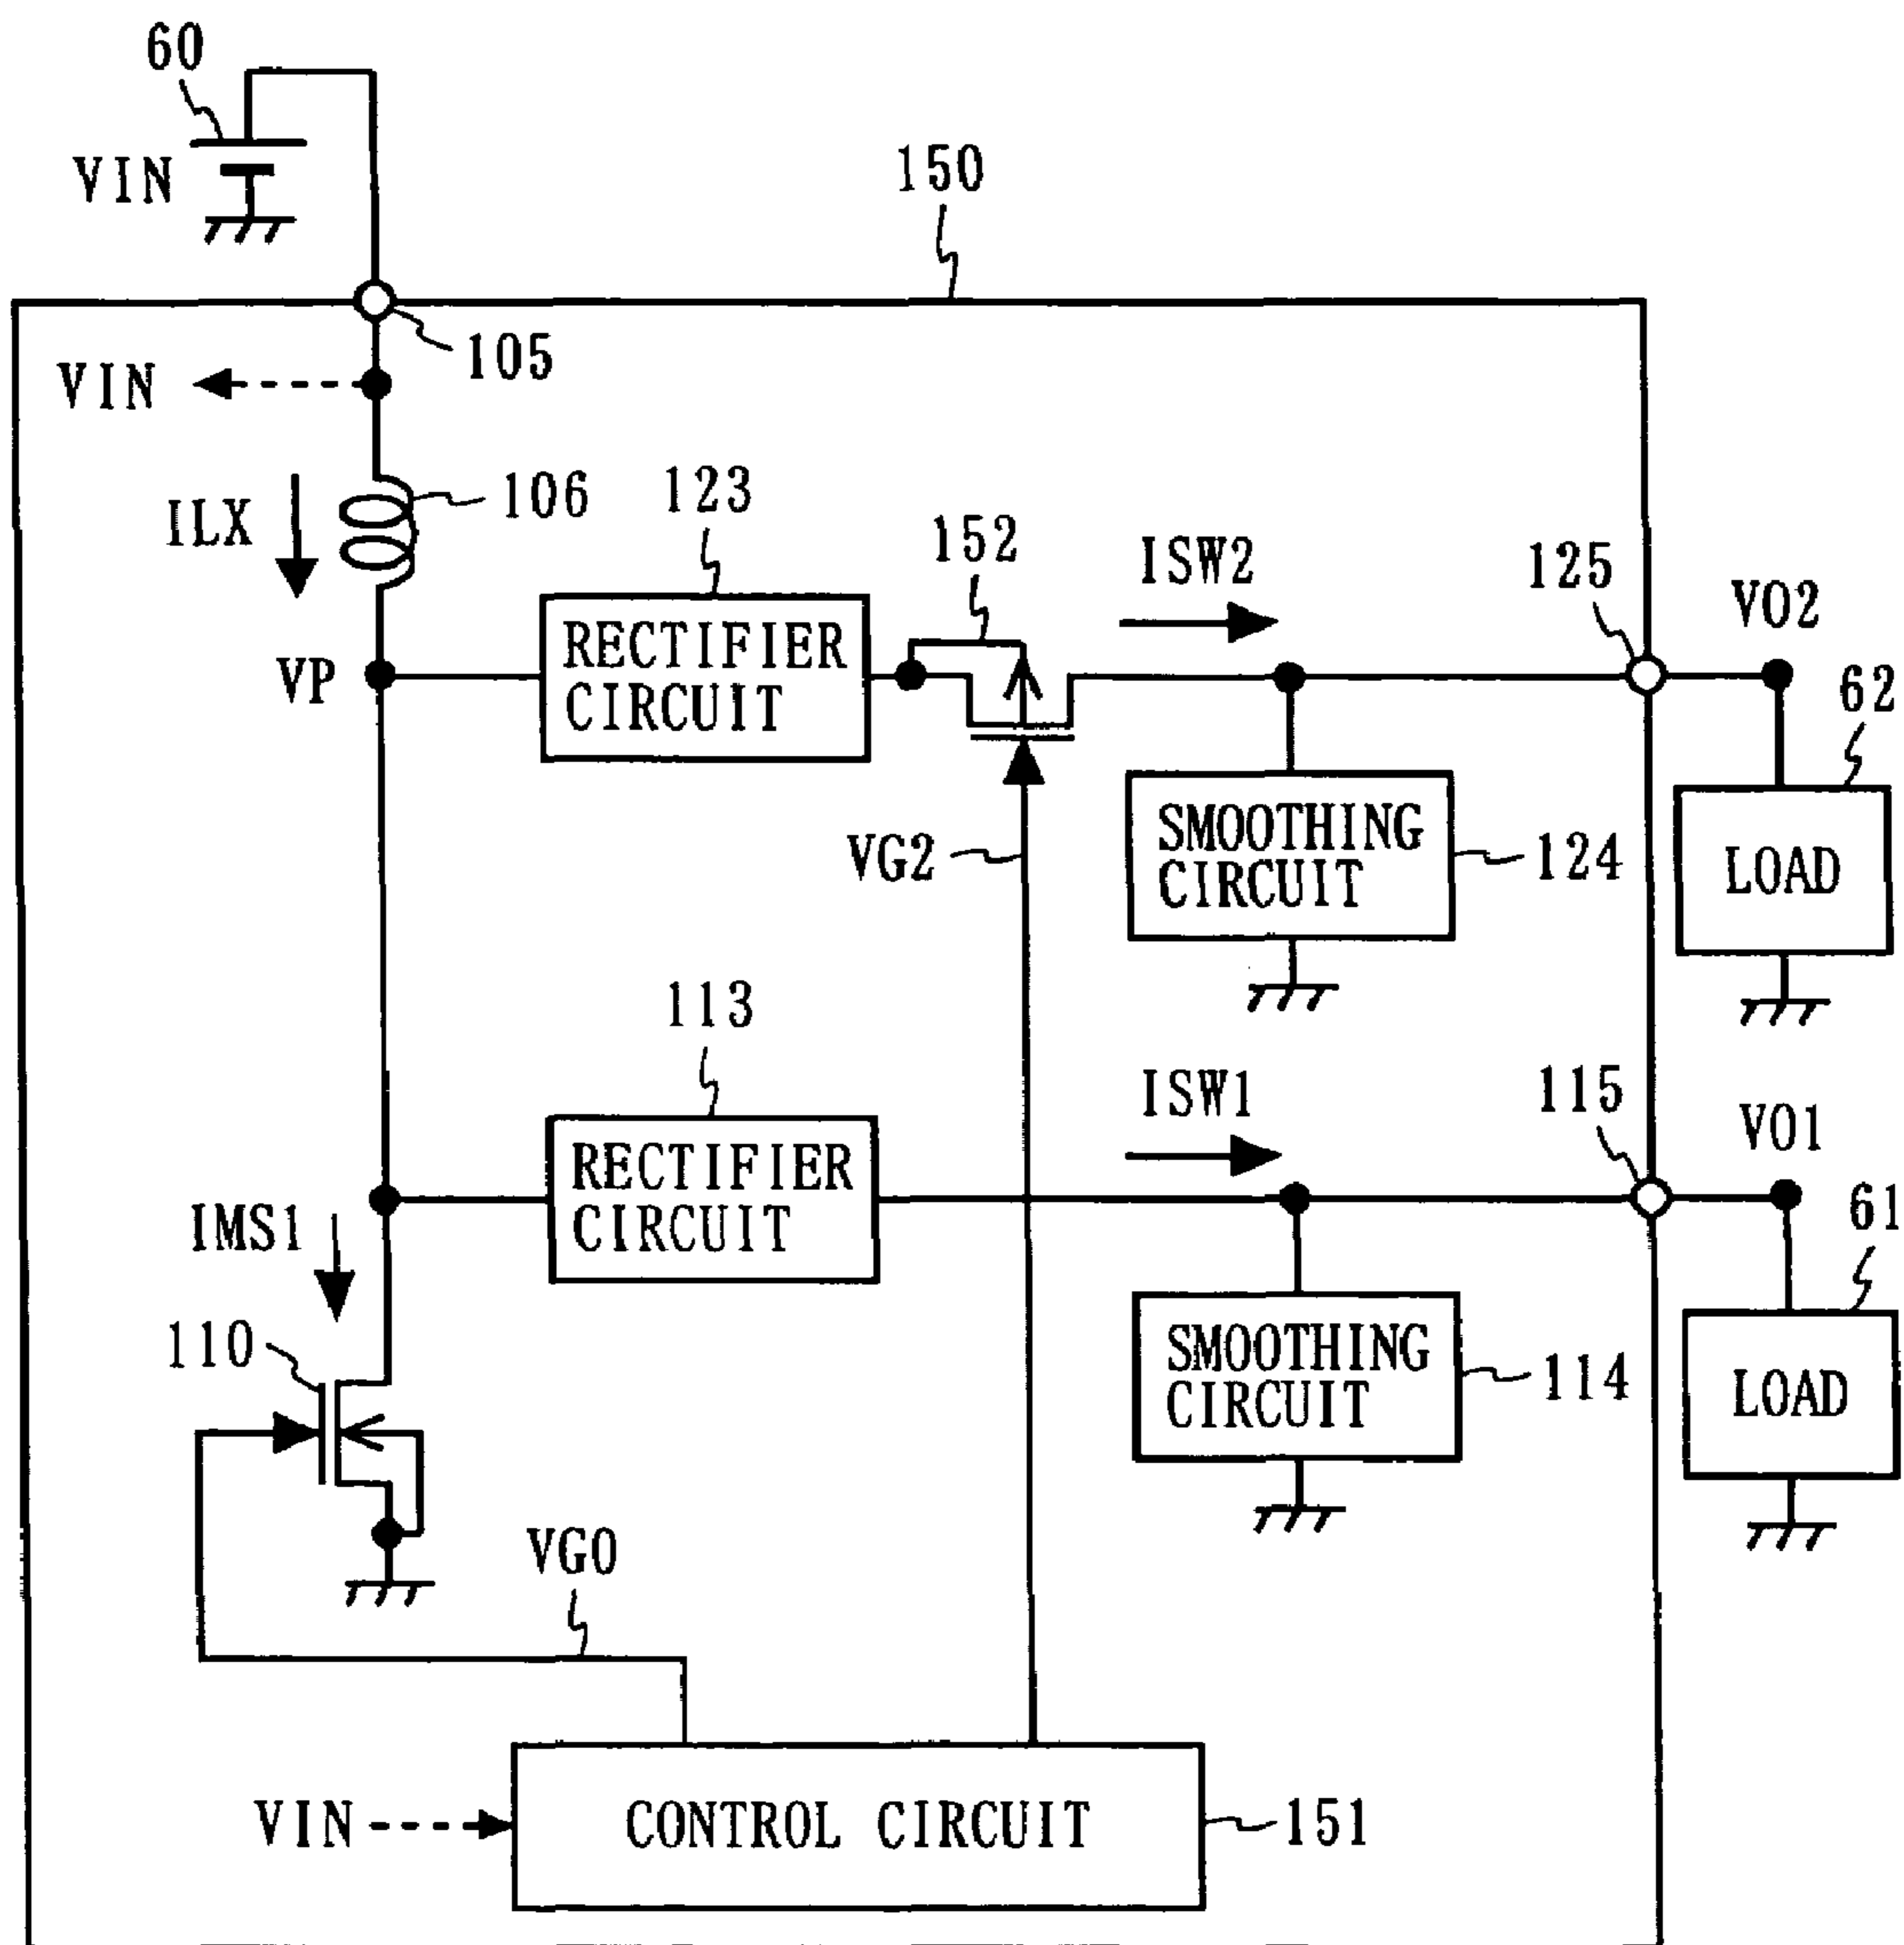 60
VIN
150
105
VIN
ILX
106
123
152
ISW2
125
VO2
VP
RECTIFIER
CIRCUIT
62
VG2
SMOOTHING
CIRCUIT
124
LOAD
113
ISW1
115
VO1
RECTIFIER
CIRCUIT
IMS1
61
110
SMOOTHING
CIRCUIT
114
LOAD
VG0
VIN
CONTROL CIRCUIT
151